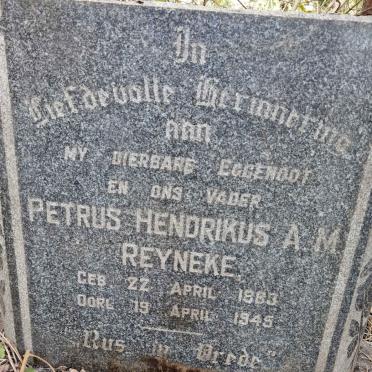 In
Liefdevolle Herinnering
aan
MY DIERBARE EGGENOOT
EN ONS VADER
PETRUS HENDRIKUS A. M.
REYNEKE.
GEB. 22 APRIL 1883
OORL. 19 APRIL 1945
"Rus in Vrede"